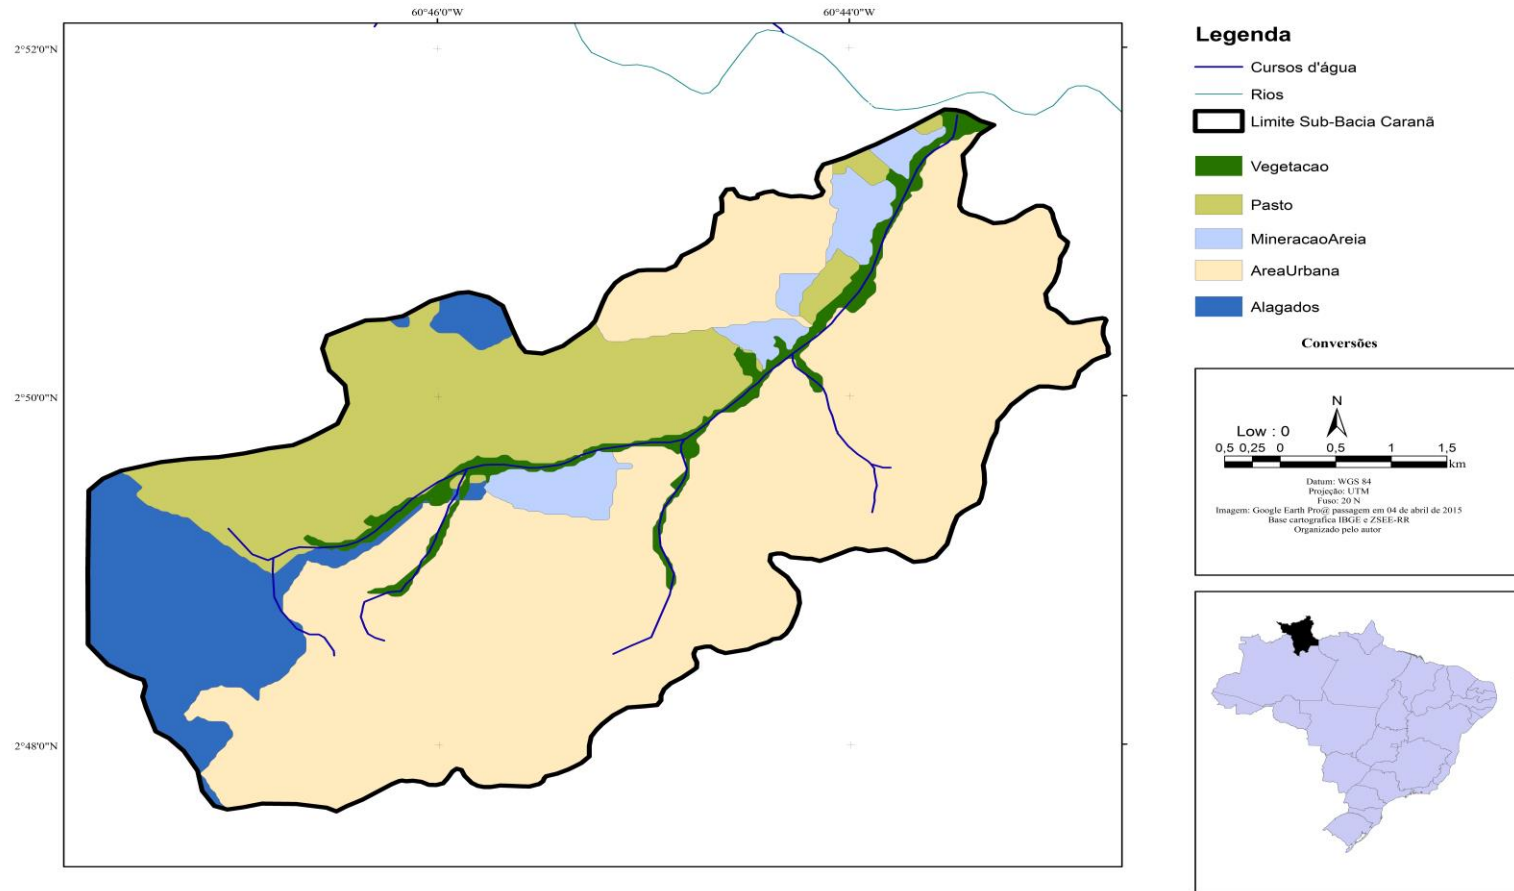 60°46'0"W
60°44'0"W
2°52'0"N
2°50'0"N
2°48'0"N
Legenda
Cursos d'água
Rios
Limite Sub-Bacia Caranã
Vegetacao
Pasto
MineracaoAreia
AreaUrbana
Alagados
Conversões
N
Low : 0
0,5 0,25 0 0,5 1 1,5
km
Datum: WGS 84
Projeção: UTM
Fuso: 20 N
Imagem: Google Earth Pro@ passagem em 04 de abril de 2015
Base cartografica IBGE e ZSEE-RR
Organizado pelo autor